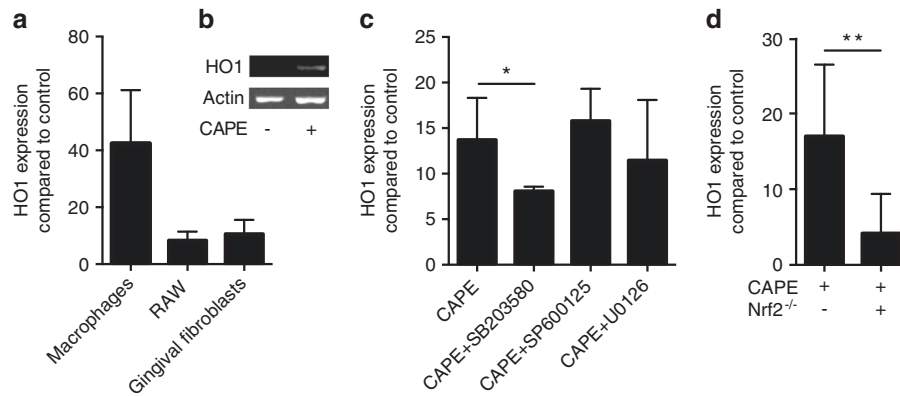 a
HO1 expression
compared to control
80
60
40
20
0
Macrophages
RAW
Gingival fibroblasts
b
HO1
Actin
CAPE - +
c
HO1 expression
compared to control
25
20
15
10
5
0
*
CAPE
CAPE+SB203580
CAPE+SP600125
CAPE+U0126
d
HO1 expression
compared to control
30
20
10
0
**
CAPE + +
Nrf2-/- - +